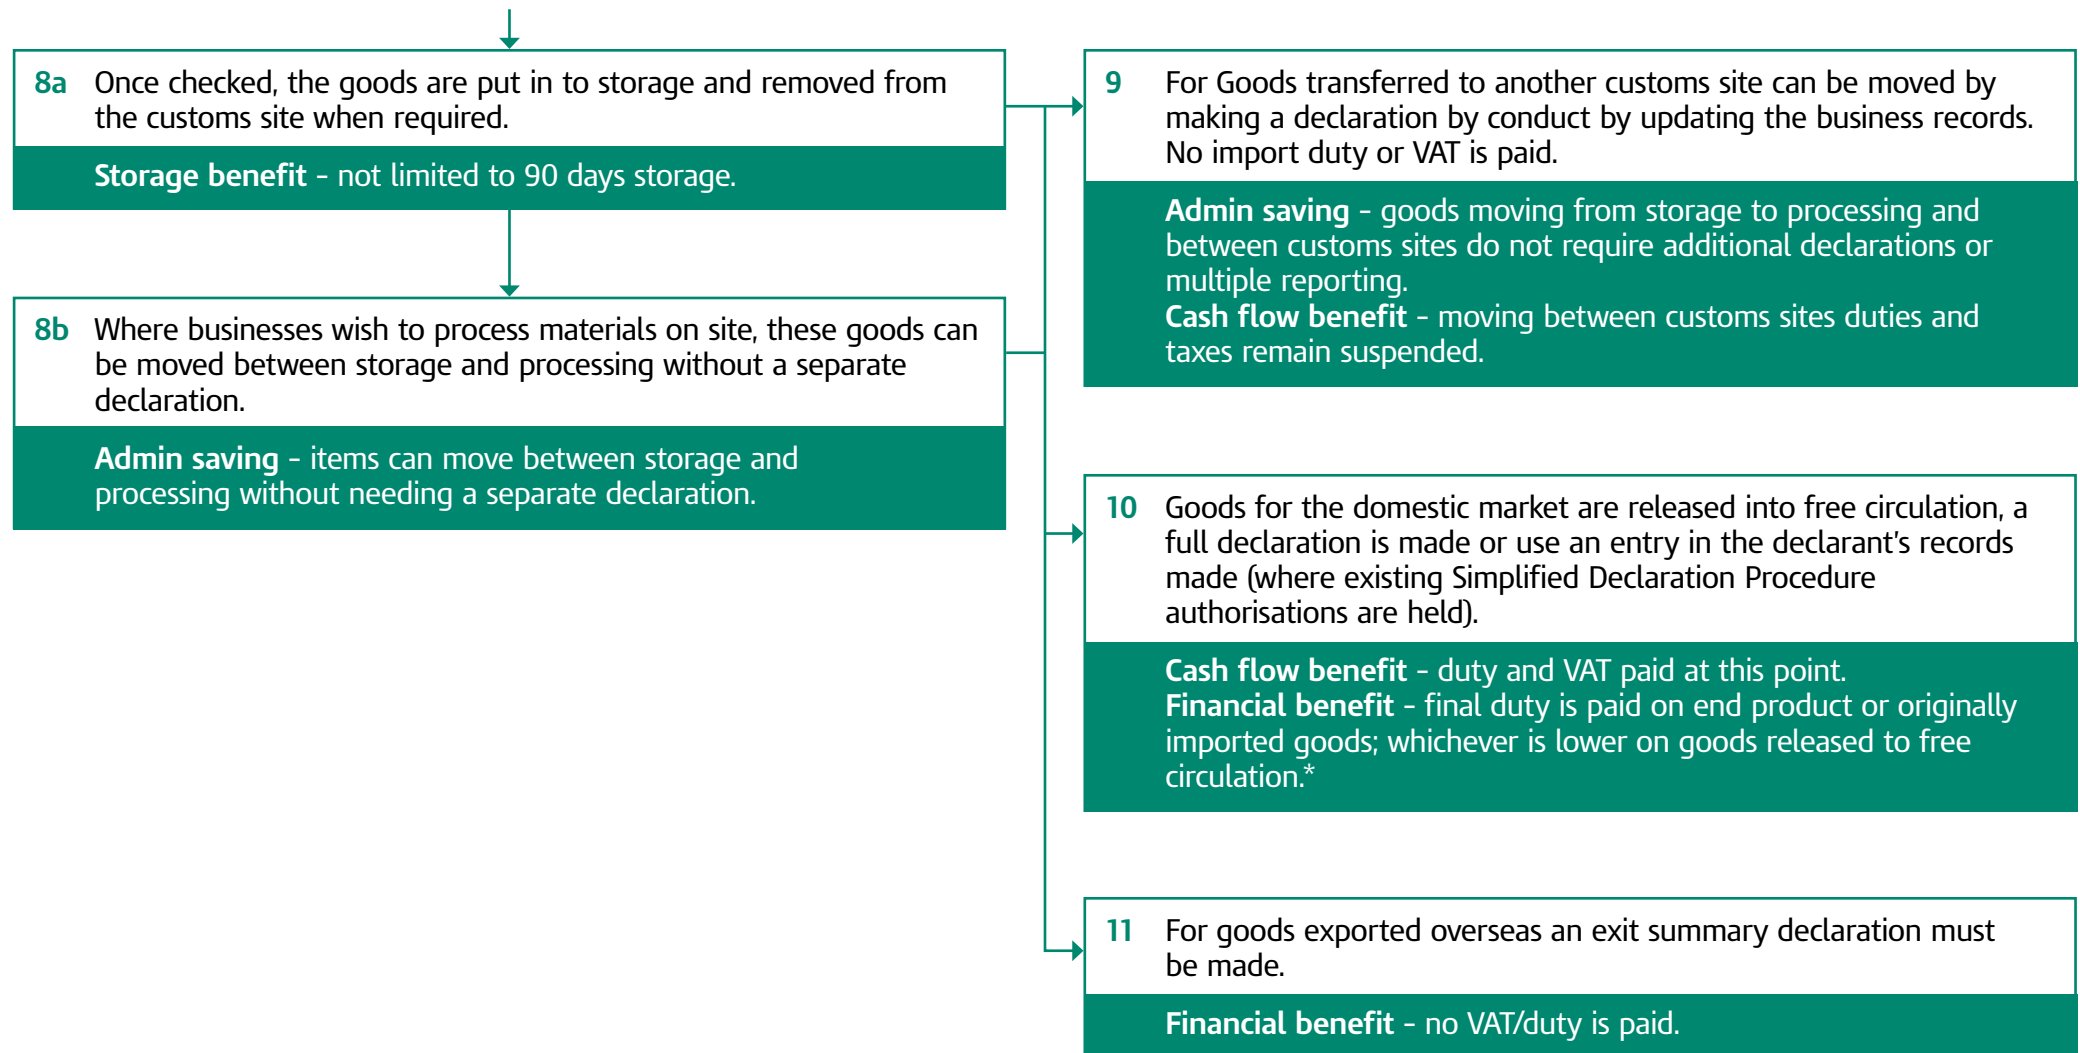 8a Once checked, the goods are put in to storage and removed from
the customs site when required.
Storage benefit – not limited to 90 days storage.
8b Where businesses wish to process materials on site, these goods can
be moved between storage and processing without a separate
declaration.
Admin saving – items can move between storage and
processing without needing a separate declaration.
9 For Goods transferred to another customs site can be moved by
making a declaration by conduct by updating the business records.
No import duty or VAT is paid.
Admin saving – goods moving from storage to processing and
between customs sites do not require additional declarations or
multiple reporting.
Cash flow benefit – moving between customs sites duties and
taxes remain suspended.
10 Goods for the domestic market are released into free circulation, a
full declaration is made or use an entry in the declarant's records
made (where existing Simplified Declaration Procedure
authorisations are held).
Cash flow benefit – duty and VAT paid at this point.
Financial benefit – final duty is paid on end product or originally
imported goods; whichever is lower on goods released to free
circulation.*
11 For goods exported overseas an exit summary declaration must
be made.
Financial benefit – no VAT/duty is paid.